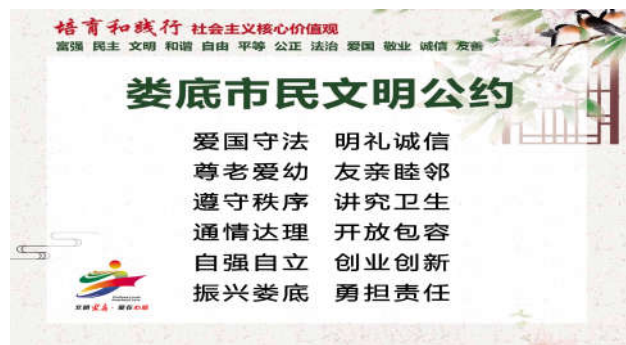 培育和践行 社会主义核心价值观
富强 民主 文明 和谐 自由 平等 公正 法治 爱国 敬业 诚信 友善
娄底市民文明公约
爱国守法 明礼诚信
尊老爱幼 友亲睦邻
遵守秩序 讲究卫生
通情达理 开放包容
自强自立 创业创新
振兴娄底 勇担责任